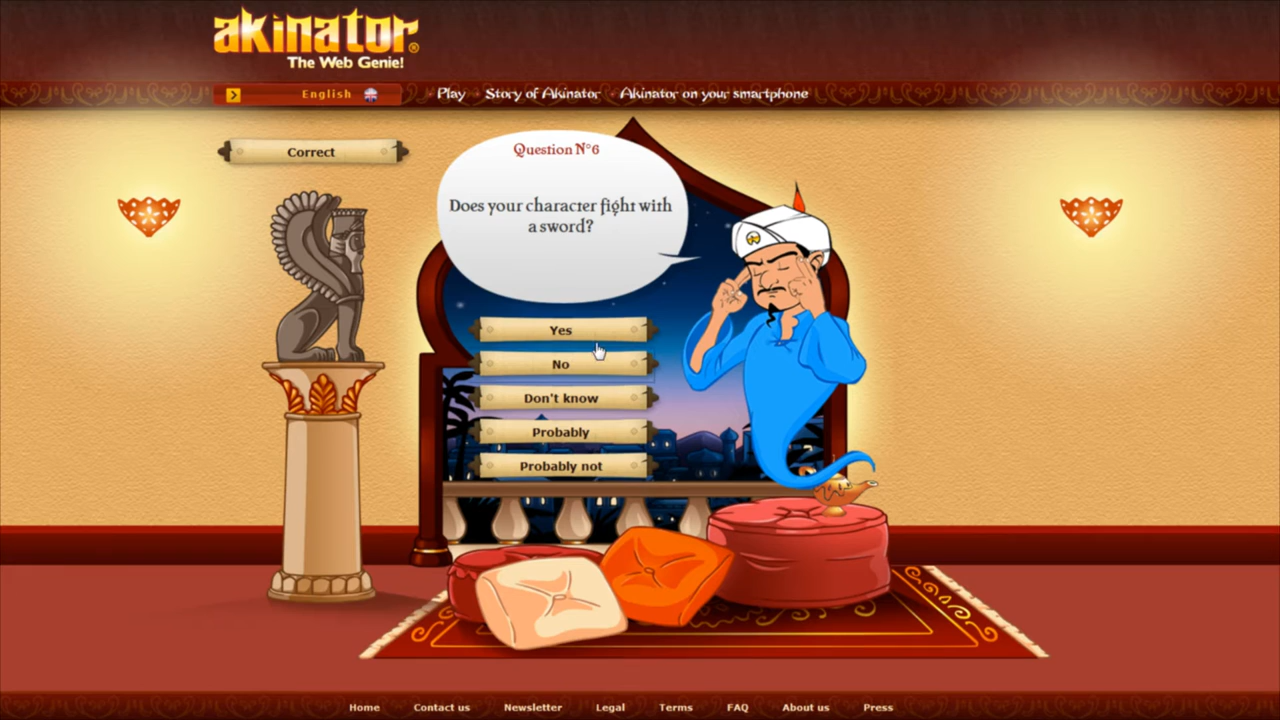 akinator®
The Web Genie!
English
- Play - Story of Akinator - Akinator on your smartphone
Correct
Question N°6
Does your character fight with
a sword?
Yes
No
Don't know
Probably
Probably not
Home Contact us Newsletter Legal Terms FAQ About us Press